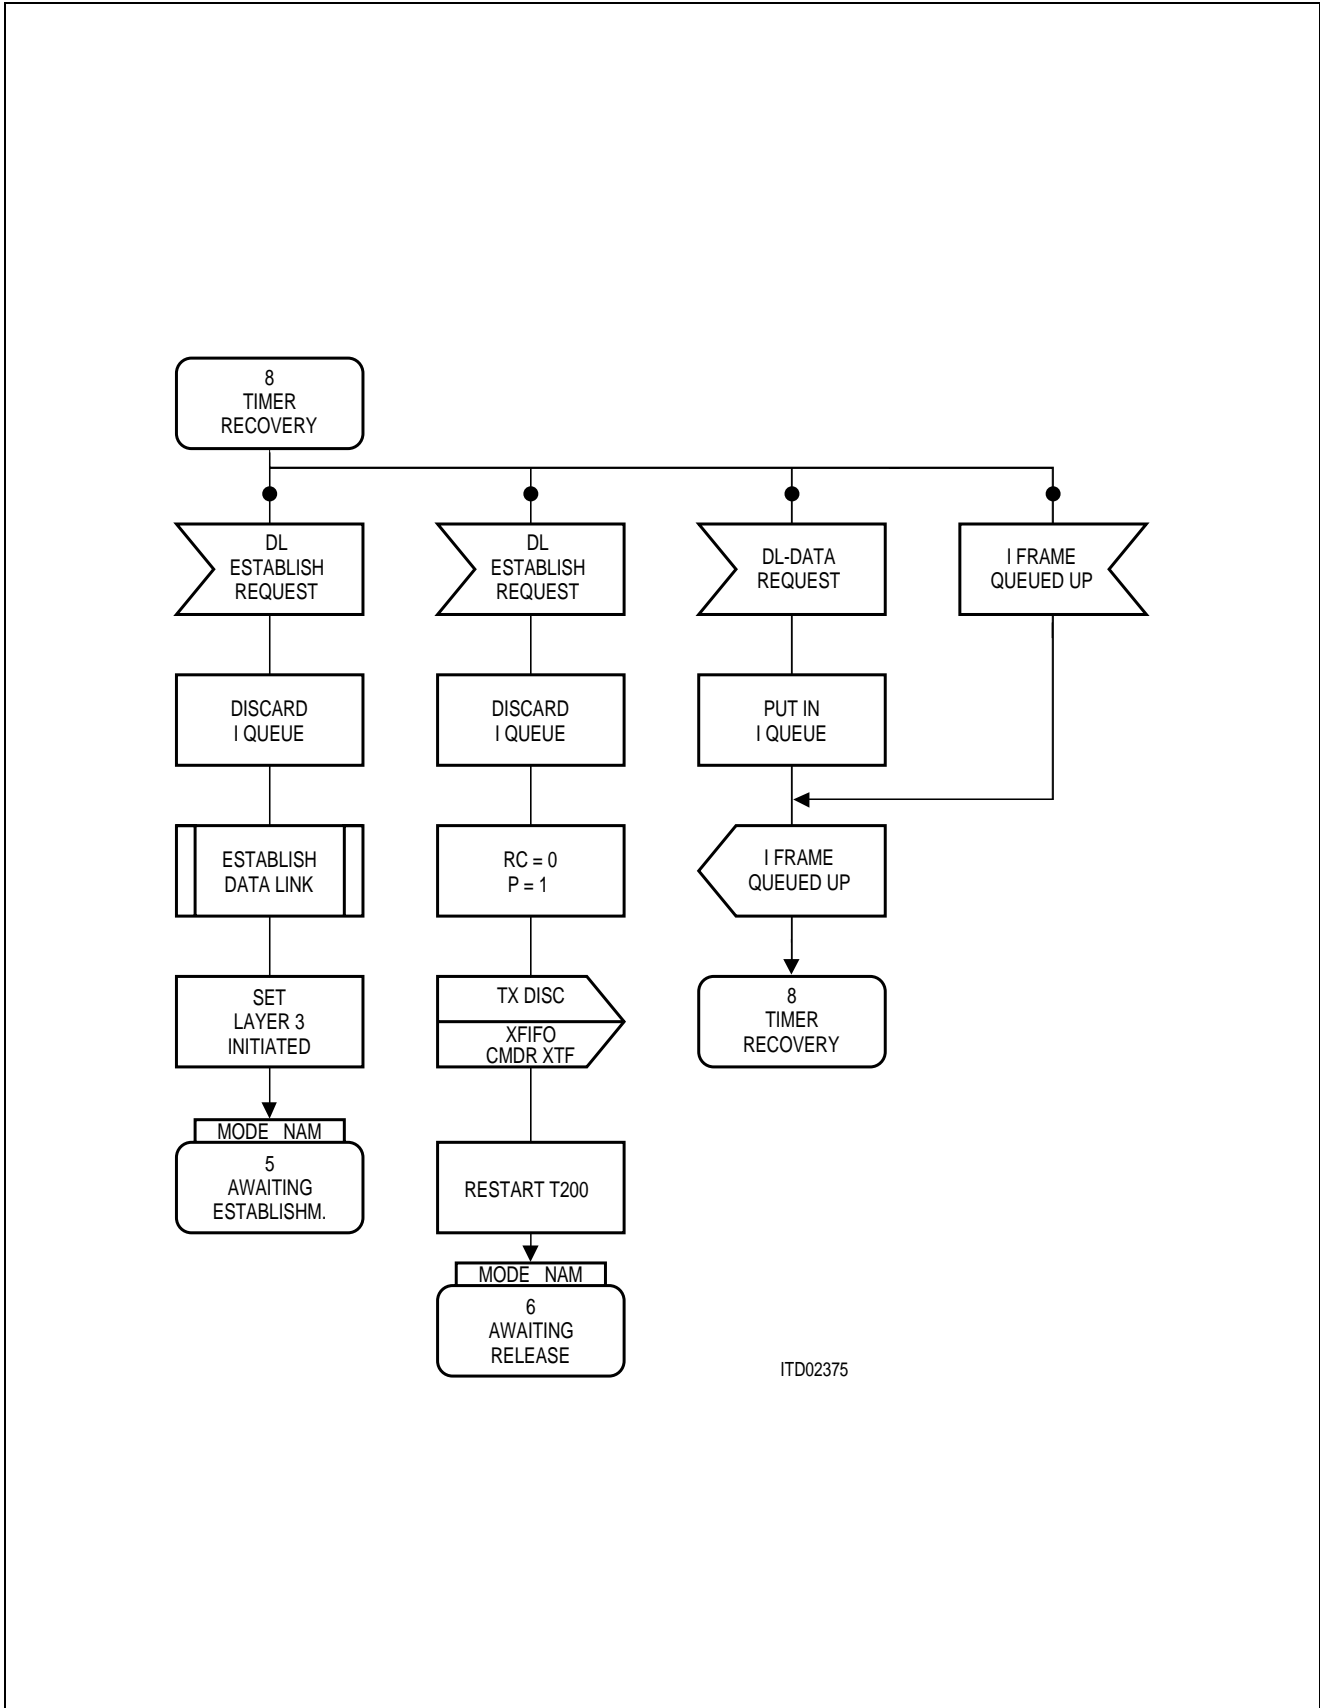 8
TIMER
RECOVERY
DL
ESTABLISH
REQUEST
DL
ESTABLISH
REQUEST
DL-DATA
REQUEST
I FRAME
QUEUED UP
DISCARD
I QUEUE
DISCARD
I QUEUE
PUT IN
I QUEUE
ESTABLISH
DATA LINK
RC = 0
P = 1
I FRAME
QUEUED UP
SET
LAYER 3
INITIATED
TX DISC
XFIFO
CMDR XTF
8
TIMER
RECOVERY
MODE NAM
5
AWAITING
ESTABLISHM.
RESTART T200
MODE NAM
6
AWAITING
RELEASE
ITD02375